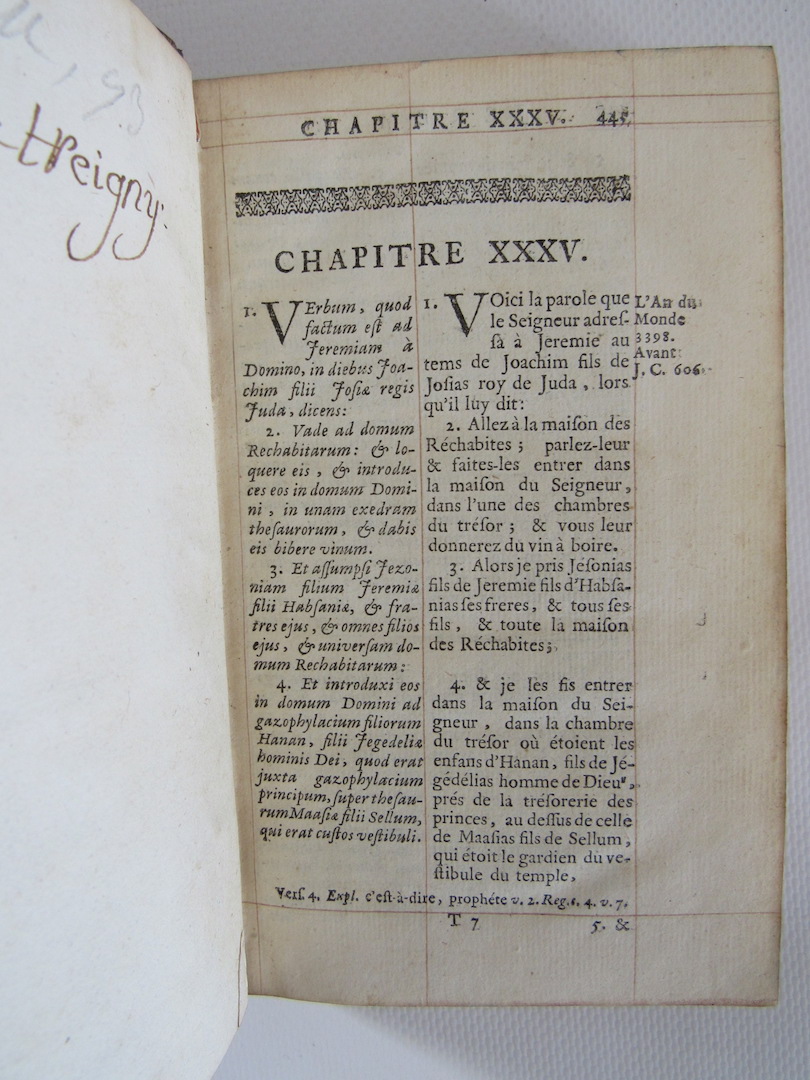 treigny.
CHAPITRE XXXV. 445
CHAPITRE XXXV.
1. VErbum, quod
factum eſt ad
Jeremiam à
Domino, in diebus Joa-
chim filii Joſiæ regis
Juda, dicens:
2. Vade ad domum
Rechabitarum: & lo-
quere eis, & introdu-
ces eos in domum Domi-
ni, in unam exedram
theſaurorum, & dabis
eis bibere vinum.
3. Et aſſumpſi Jezo-
niam filium Jeremiæ
filii Habſaniæ, & fra-
tres ejus, & omnes filios
ejus, & univerſam do-
mum Rechabitarum:
4. Et introduxi eos
in domum Domini ad
gazophylacium filiorum
Hanan, filii Jegedeliæ
hominis Dei, quod erat
juxta gazophylacium
principum, ſuper theſau-
rum Maaſiæ filii Sellum,
qui erat cuſtos veſtibuli.
1. VOici la parole que
le Seigneur adreſ-
ſa à Jeremie au
tems de Joachim fils de
Joſias roy de Juda, lors
qu'il luy dit:
2. Allez à la maiſon des
Réchabites; parlez-leur
& faites-les entrer dans
la maiſon du Seigneur,
dans l'une des chambres
du tréſor; & vous leur
donnerez du vin à boire.
3. Alors je pris Jéſonias
fils de Jeremie fils d'Habſa-
nias ſes freres, & tous ſes
fils, & toute la maiſon
des Réchabites;
4. & je les fis entrer
dans la maiſon du Sei-
gneur, dans la chambre
du tréſor où étoient les
enfans d'Hanan, fils de Jé-
gédélias homme de Dieuᵛ,
prés de la tréſorerie des
princes, au deſſus de celle
de Maaſias fils de Sellum,
qui étoit le gardien du ve-
ſtibule du temple,
L'An du
Monde
3398.
Avant
J. C. 606.
Verſ. 4. Expl. c'eſt-à-dire, prophéte v. 2. Reg. c. 4. v. 7.
T 7
5. &